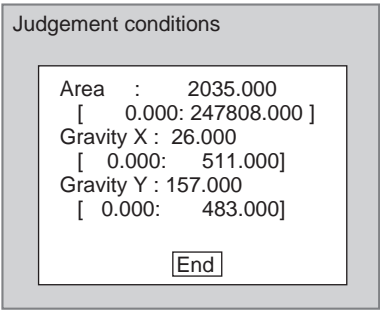 Judgement conditions
Area : 2035.000
[ 0.000: 247808.000 ]
Gravity X : 26.000
[ 0.000: 511.000]
Gravity Y : 157.000
[ 0.000: 483.000]
End